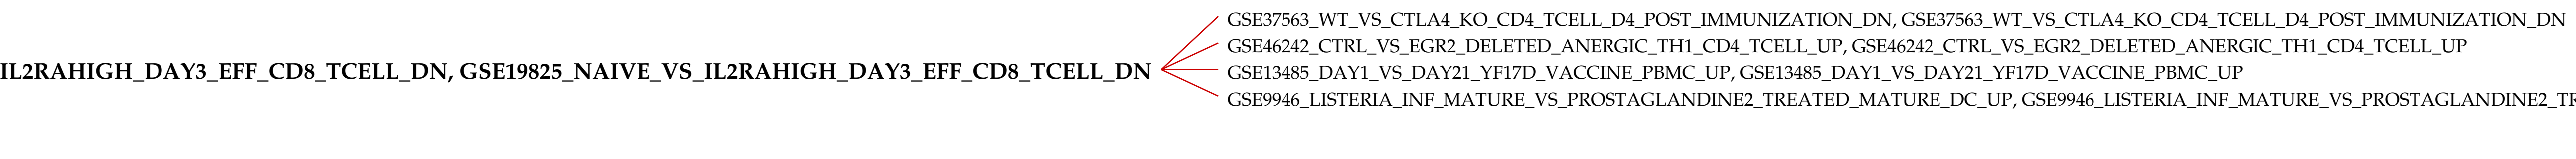 GSE37563_WT_VS_CTLA4_KO_CD4_TCELL_D4_POST_IMMUNIZATION_DN, GSE37563_WT_VS_CTLA4_KO_CD4_TCELL_D4_POST_IMMUNIZATION_DN
GSE46242_CTRL_VS_EGR2_DELETED_ANERGIC_TH1_CD4_TCELL_UP, GSE46242_CTRL_VS_EGR2_DELETED_ANERGIC_TH1_CD4_TCELL_UP
IL2RAHIGH_DAY3_EFF_CD8_TCELL_DN, GSE19825_NAIVE_VS_IL2RAHIGH_DAY3_EFF_CD8_TCELL_DN
GSE13485_DAY1_VS_DAY21_YF17D_VACCINE_PBMC_UP, GSE13485_DAY1_VS_DAY21_YF17D_VACCINE_PBMC_UP
GSE9946_LISTERIA_INF_MATURE_VS_PROSTAGLANDINE2_TREATED_MATURE_DC_UP, GSE9946_LISTERIA_INF_MATURE_VS_PROSTAGLANDINE2_TR